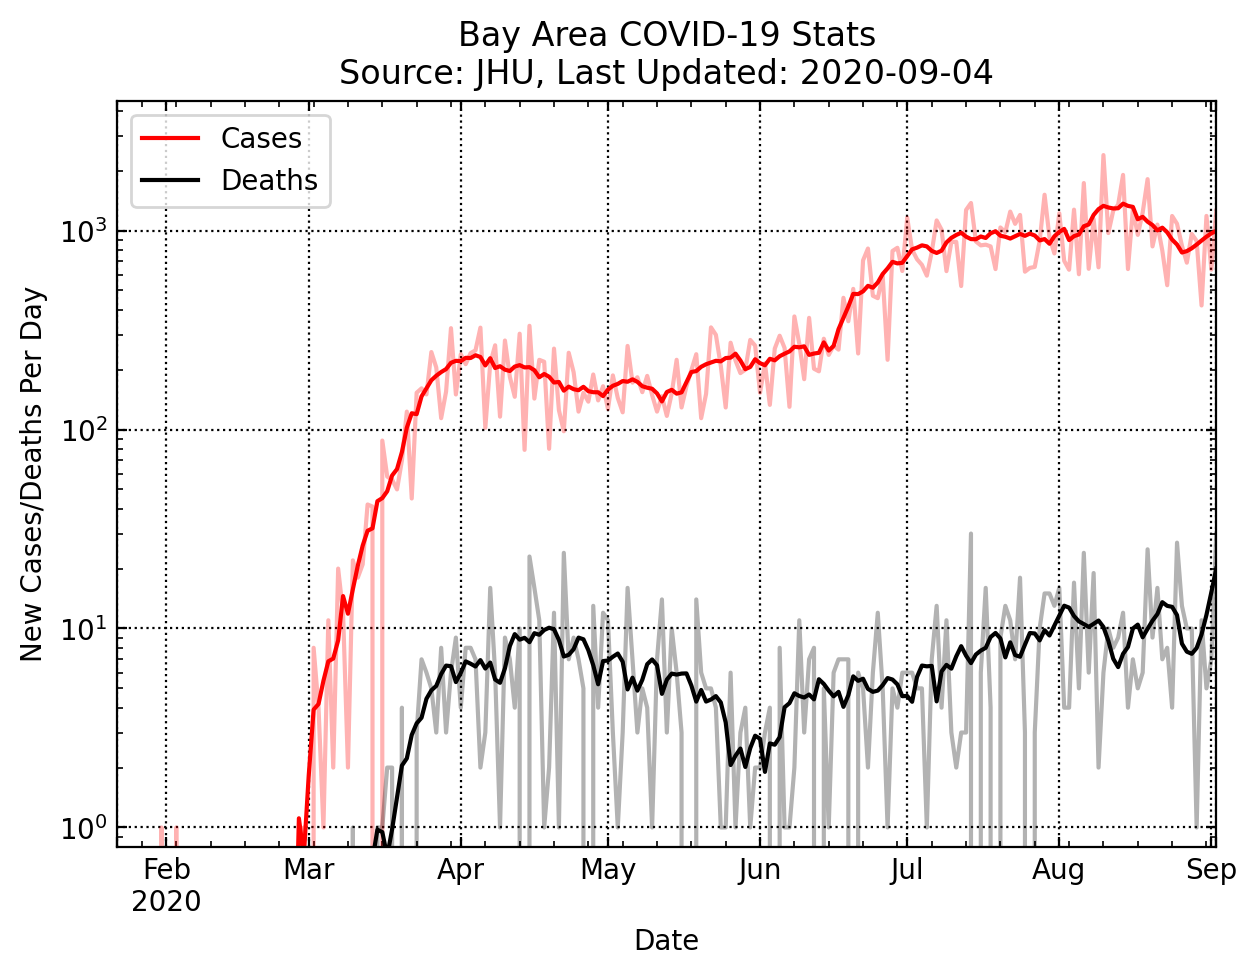 Bay Area COVID-19 Stats
Source: JHU, Last Updated: 2020-09-04
Cases
Deaths
New Cases/Deaths Per Day
10³
10²
10¹
10⁰
Feb Mar Apr May Jun Jul Aug Sep
2020
Date